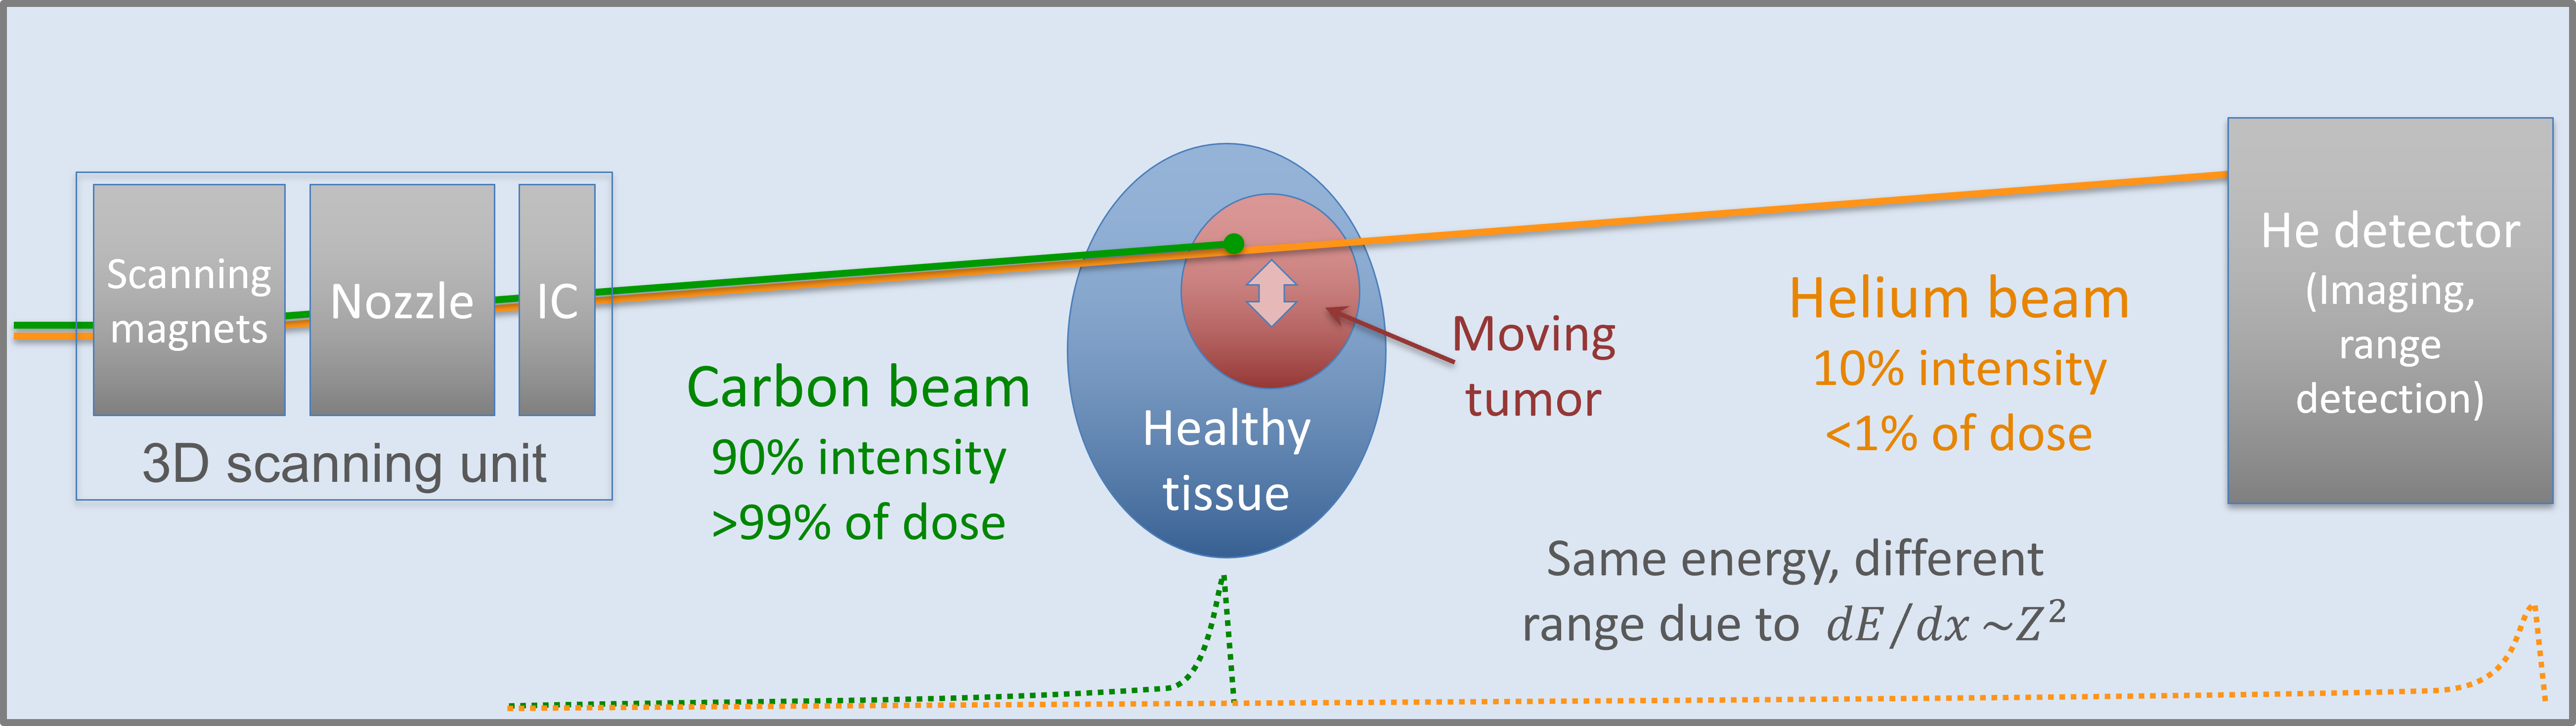 Scanning
magnets
Nozzle
IC
3D scanning unit
Carbon beam
90% intensity
>99% of dose
Healthy
tissue
Moving
tumor
Helium beam
10% intensity
<1% of dose
He detector
(Imaging,
range
detection)
Same energy, different
range due to dE/dx ~Z²